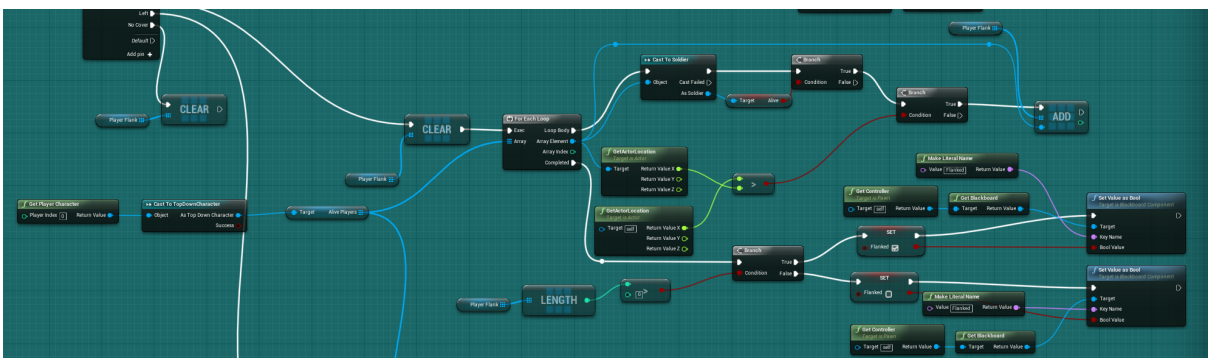 Left
No Cover
Default
Add pin +
Player Flank
CLEAR
Get Player Character
Player Index 0 Return Value
Cast To TopDownCharacter
Object As Top Down Character
Success
Target Alive Players
Player Flank
CLEAR
For Each Loop
Exec Loop Body
Array Array Element
Array Index
Completed
Cast To Soldier
Object Cast Failed
As Soldier
Target Alive
Branch
True
Condition False
Branch
True
Condition False
Player Flank
ADD
GetActorLocation
Target is Actor
Target Return Value X
Return Value Y
Return Value Z
GetActorLocation
Target is Actor
Target self Return Value X
Return Value Y
Return Value Z
>
Player Flank
LENGTH
0 >
Branch
True
Condition False
Make Literal Name
Value Flanked Return Value
Get Controller
Target is Pawn
Target self Return Value
Get Blackboard
Target Return Value
SET
Flanked
Set Value as Bool
Target is Blackboard Component
Target
Key Name
Bool Value
SET
Flanked
Make Literal Name
Value Flanked Return Value
Get Controller
Target is Pawn
Target self Return Value
Get Blackboard
Target Return Value
Set Value as Bool
Target is Blackboard Component
Target
Key Name
Bool Value